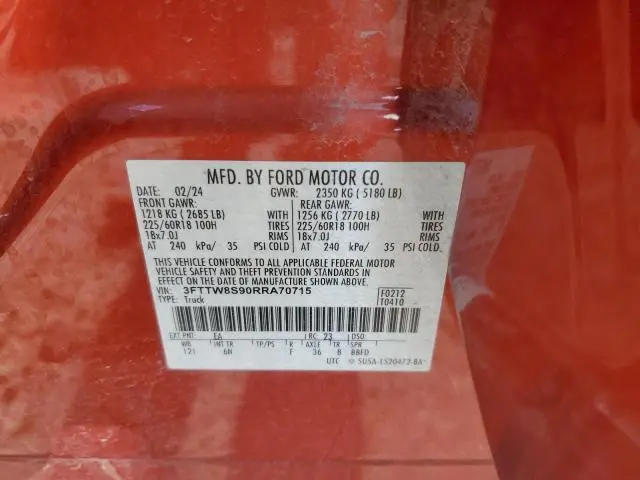 MFD. BY FORD MOTOR CO.
DATE: 02/24 GVWR: 2350 KG ( 5180 LB)
FRONT GAWR: REAR GAWR:
1218 KG ( 2685 LB) WITH 1256 KG ( 2770 LB) WITH
225/60R18 100H TIRES 225/60R18 100H TIRES
18x7.0J RIMS 18x7.0J RIMS
AT 240 kPa/ 35 PSI COLD AT 240 kPa/ 35 PSI COLD
THIS VEHICLE CONFORMS TO ALL APPLICABLE FEDERAL MOTOR
VEHICLE SAFETY AND THEFT PREVENTION STANDARDS IN
EFFECT ON THE DATE OF MANUFACTURE SHOWN ABOVE.
VIN: 3FTTW8S90RRA70715 F0212
TYPE: Truck T0410
EXT PNT: EA RC: 23 DSO:
WB INT TR TP/PS R AXLE TR SPR
121 6N F 36 B BBFD
UTC